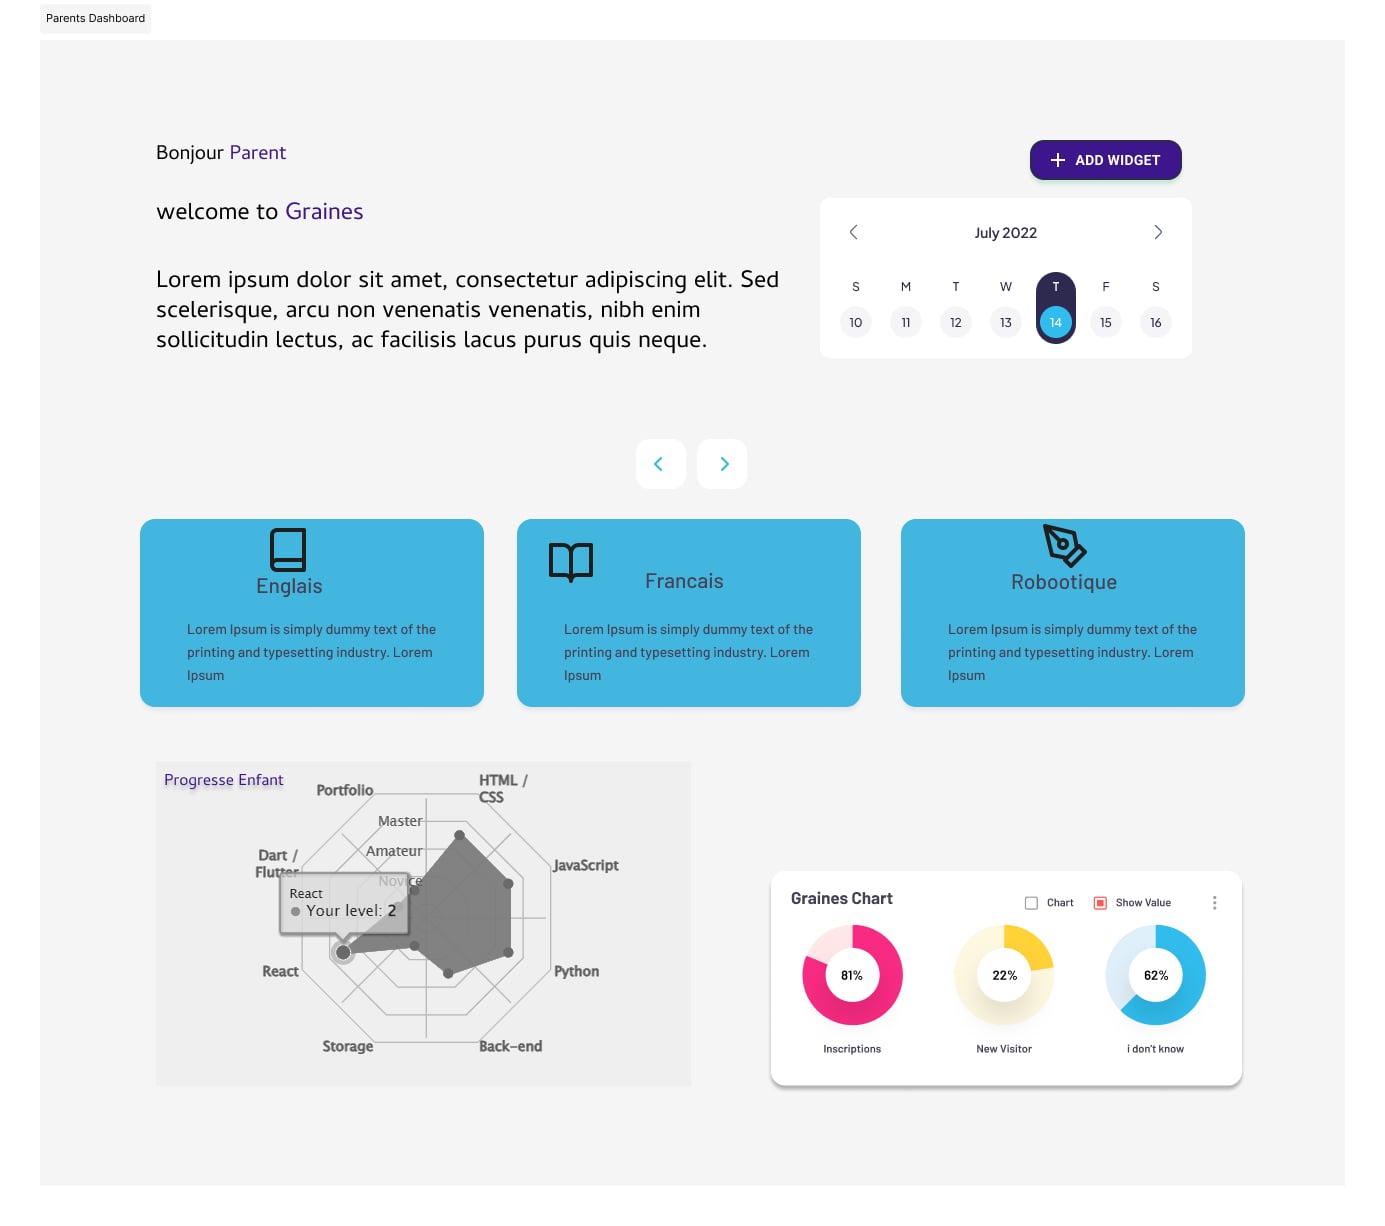 Parents Dashboard
Bonjour Parent
ADD WIDGET
welcome to Graines
July 2022
S M T W T F S
10 11 12 13 14 15 16
Lorem ipsum dolor sit amet, consectetur adipiscing elit. Sed
scelerisque, arcu non venenatis venenatis, nibh enim
sollicitudin lectus, ac facilisis lacus purus quis neque.
Englais
Lorem Ipsum is simply dummy text of the
printing and typesetting industry. Lorem
Ipsum
Francais
Lorem Ipsum is simply dummy text of the
printing and typesetting industry. Lorem
Ipsum
Robootique
Lorem Ipsum is simply dummy text of the
printing and typesetting industry. Lorem
Ipsum
Progresse Enfant
Portfolio
HTML /
CSS
Master
Amateur
Novice
Dart /
Flutter
JavaScript
React
Your level: 2
React
Python
Storage
Back-end
Graines Chart
Chart
Show Value
81%
22%
62%
Inscriptions
New Visitor
i don't know